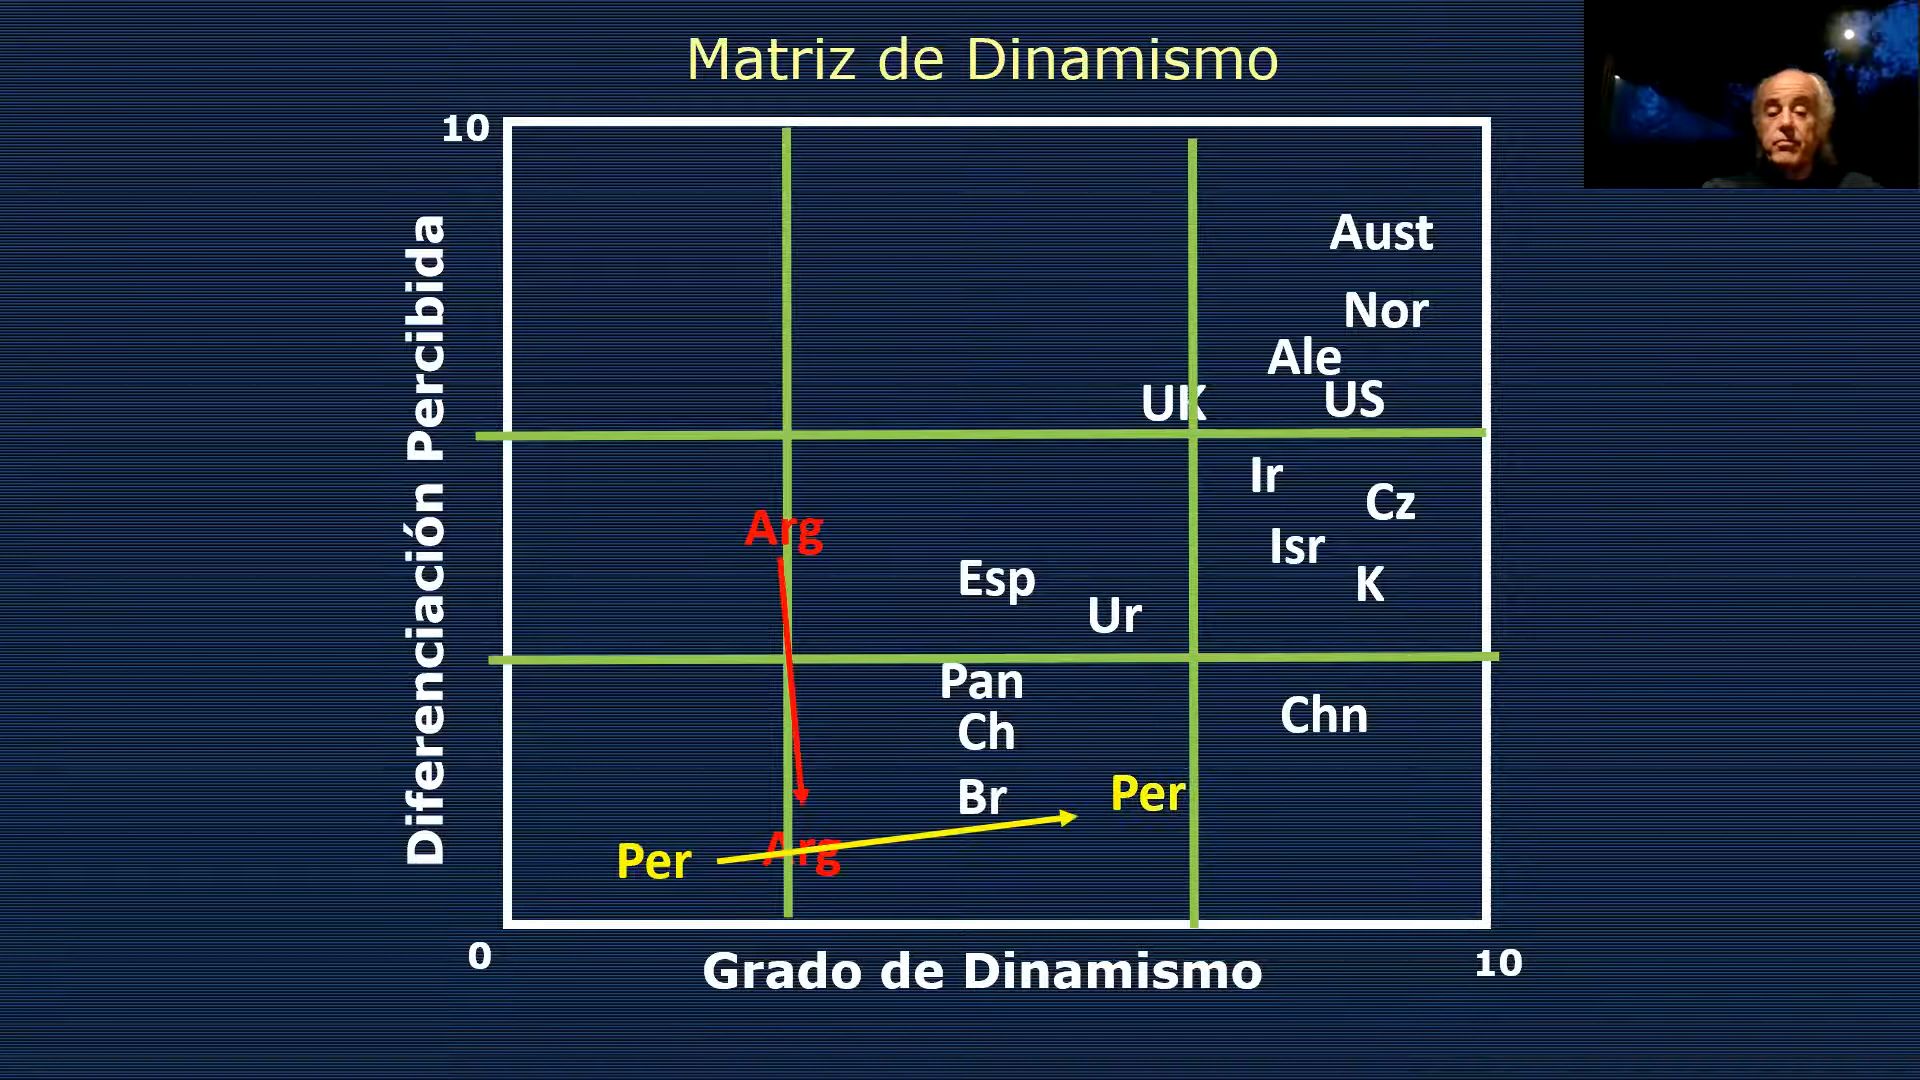 Matriz de Dinamismo
10
Diferenciación Percibida
Aust
Nor
Ale
US
UK
Ir
Cz
Arg
Isr
Esp
K
Ur
Pan
Chn
Ch
Br
Per
Arg
Per
0
Grado de Dinamismo
10